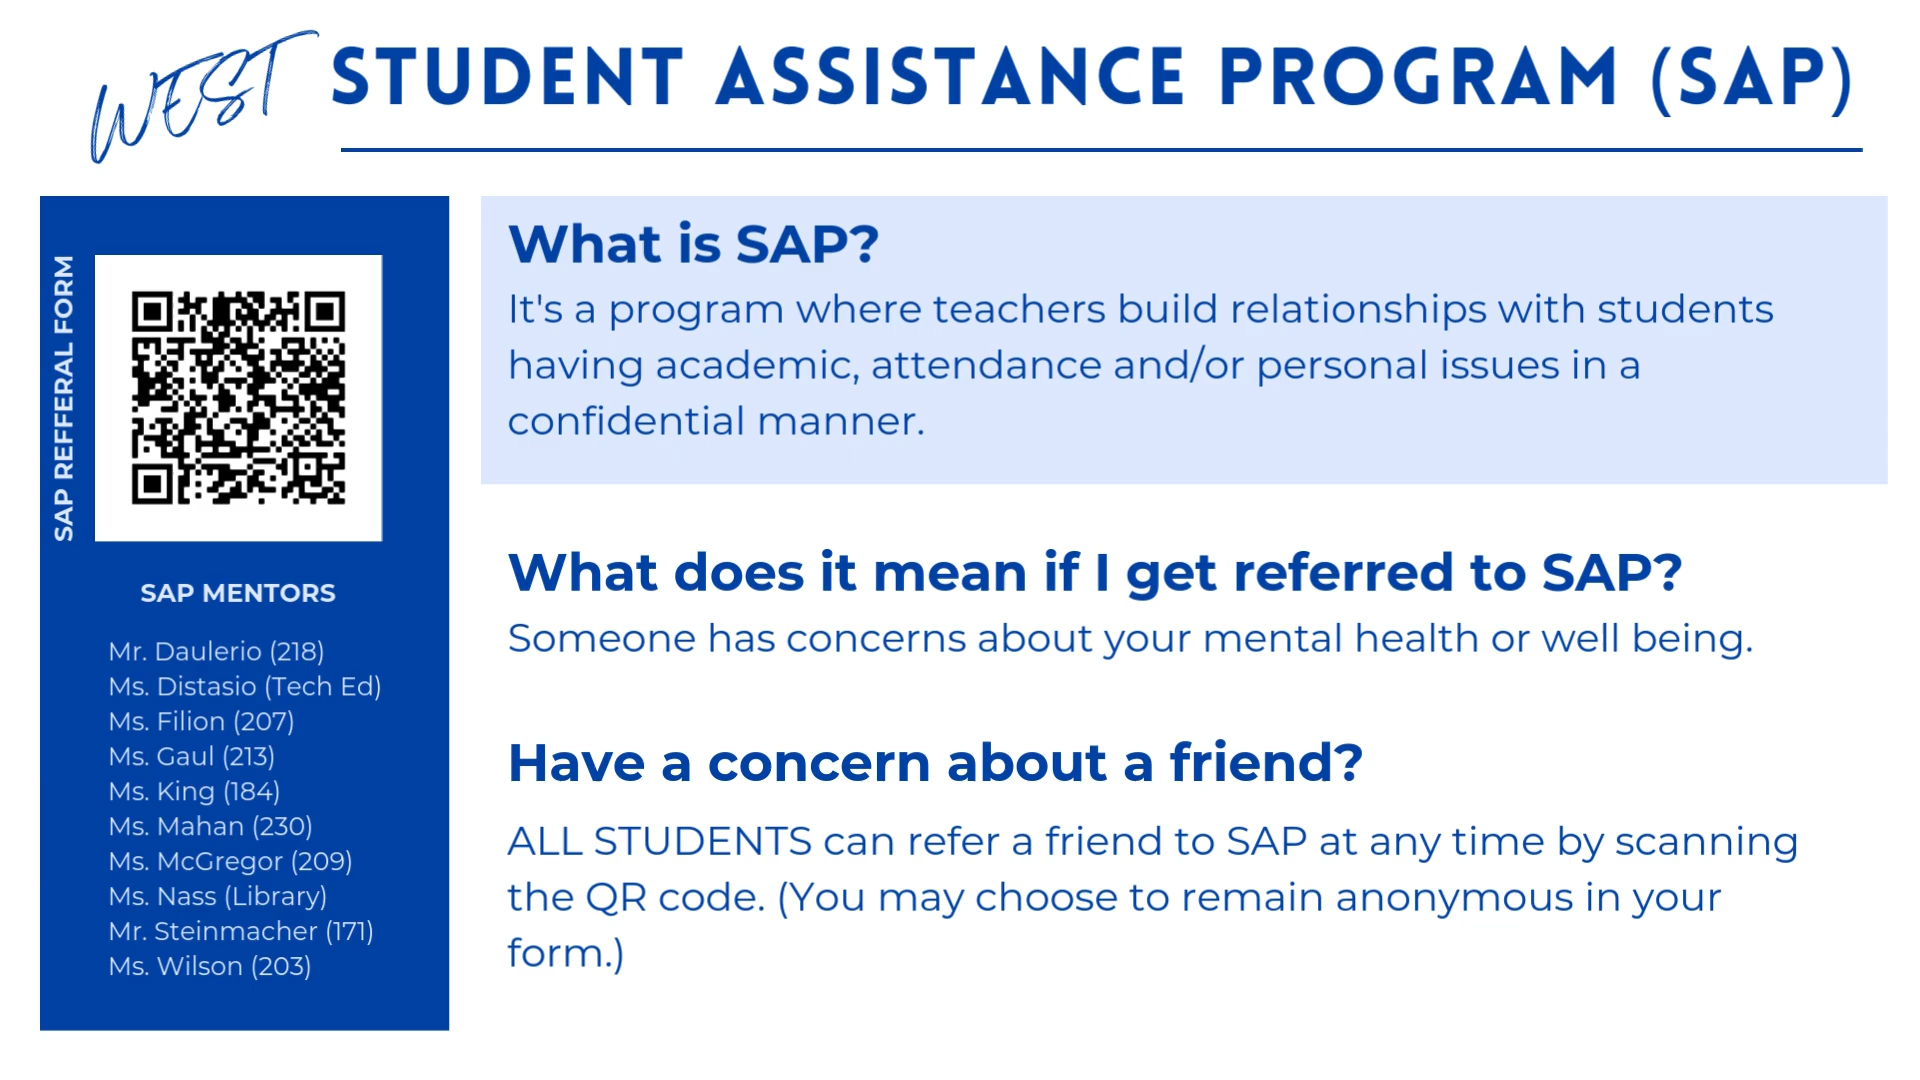 WEST STUDENT ASSISTANCE PROGRAM (SAP)
SAP REFFERAL FORM
SAP MENTORS
Mr. Daulerio (218)
Ms. Distasio (Tech Ed)
Ms. Filion (207)
Ms. Gaul (213)
Ms. King (184)
Ms. Mahan (230)
Ms. McGregor (209)
Ms. Nass (Library)
Mr. Steinmacher (171)
Ms. Wilson (203)
What is SAP?
It's a program where teachers build relationships with students
having academic, attendance and/or personal issues in a
confidential manner.
What does it mean if I get referred to SAP?
Someone has concerns about your mental health or well being.
Have a concern about a friend?
ALL STUDENTS can refer a friend to SAP at any time by scanning
the QR code. (You may choose to remain anonymous in your
form.)